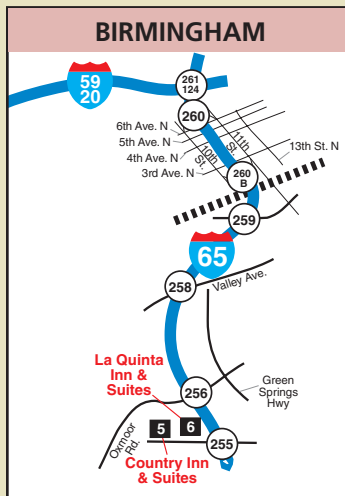 BIRMINGHAM
59
20
261
124
260
6th Ave. N
5th Ave. N
4th Ave. N
3rd Ave. N
10th
St.
11th
St.
13th St. N
260
B
259
65
258
Valley Ave.
La Quinta
Inn &
Suites
256
Green
Springs
Hwy
Oxmoor
Rd.
5
6
255
Country Inn
& Suites